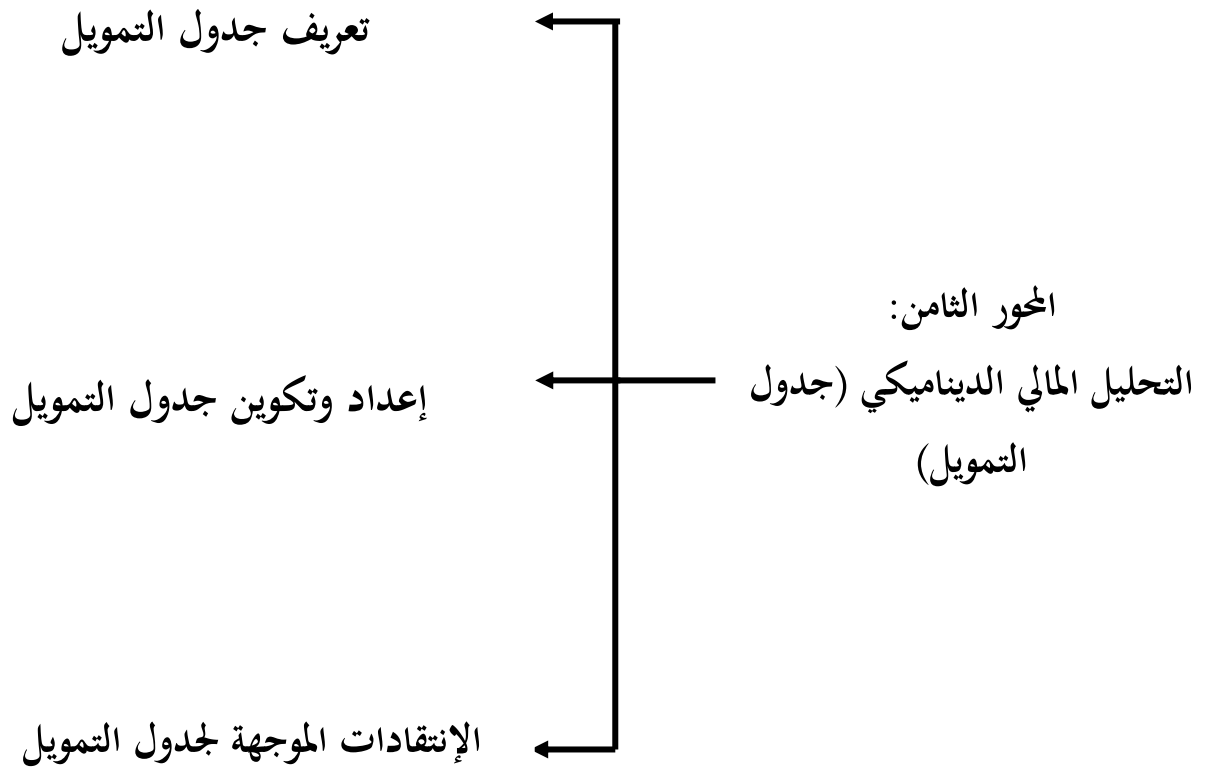 المحور الثامن:
التحليل المالي الديناميكي (جدول
التمويل)
تعريف جدول التمويل
إعداد وتكوين جدول التمويل
الإنتقادات الموجهة لجدول التمويل